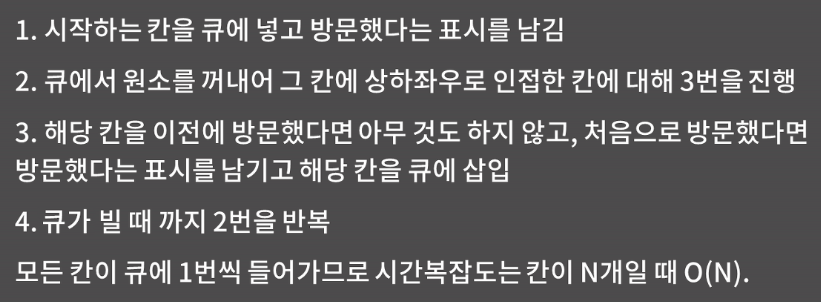 1. 시작하는 칸을 큐에 넣고 방문했다는 표시를 남김
2. 큐에서 원소를 꺼내어 그 칸에 상하좌우로 인접한 칸에 대해 3번을 진행
3. 해당 칸을 이전에 방문했다면 아무 것도 하지 않고, 처음으로 방문했다면
방문했다는 표시를 남기고 해당 칸을 큐에 삽입
4. 큐가 빌 때 까지 2번을 반복
모든 칸이 큐에 1번씩 들어가므로 시간복잡도는 칸이 N개일 때 O(N).